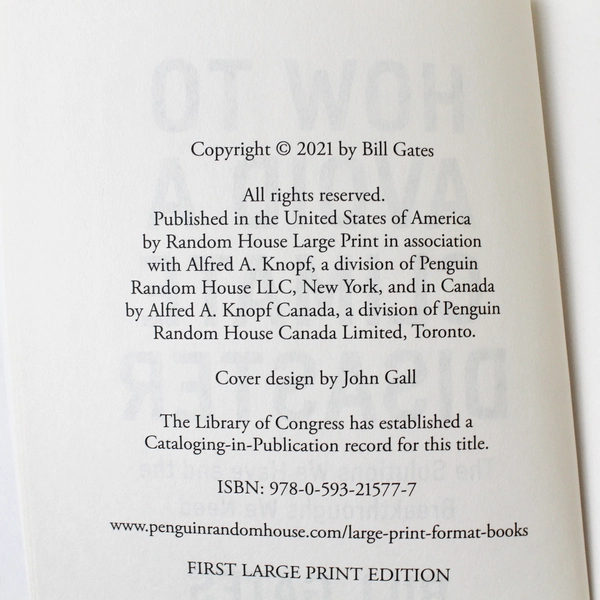 Copyright © 2021 by Bill Gates
All rights reserved.
Published in the United States of America
by Random House Large Print in association
with Alfred A. Knopf, a division of Penguin
Random House LLC, New York, and in Canada
by Alfred A. Knopf Canada, a division of Penguin
Random House Canada Limited, Toronto.
Cover design by John Gall
The Library of Congress has established a
Cataloging-in-Publication record for this title.
ISBN: 978-0-593-21577-7
www.penguinrandomhouse.com/large-print-format-books
FIRST LARGE PRINT EDITION